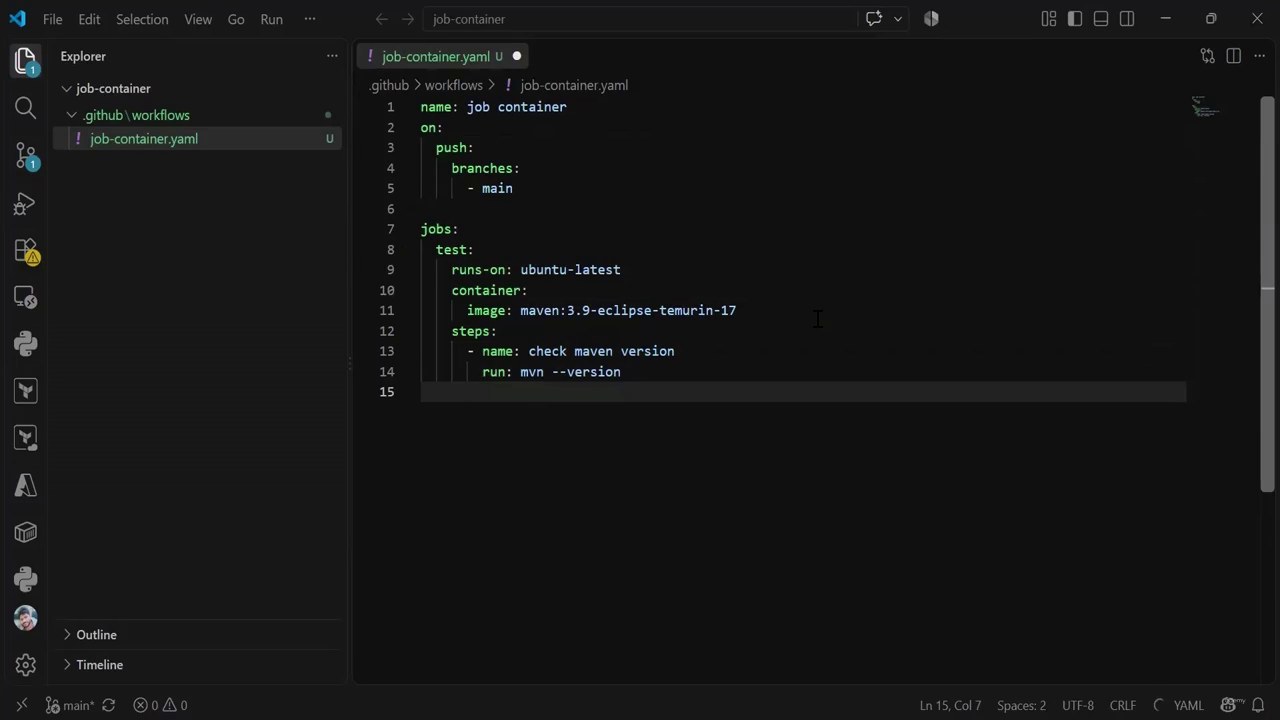 File Edit Selection View Go Run ···
job-container
Explorer ···
job-container
.github\workflows
! job-container.yaml U
Outline
Timeline
! job-container.yaml U
.github > workflows > ! job-container.yaml
1 name: job container
2 on:
3 push:
4 branches:
5 - main
6
7 jobs:
8 test:
9 runs-on: ubuntu-latest
10 container:
11 image: maven:3.9-eclipse-temurin-17
12 steps:
13 - name: check maven version
14 run: mvn --version
15
main* 0 0
Ln 15, Col 7 Spaces: 2 UTF-8 CRLF YAML
1
1